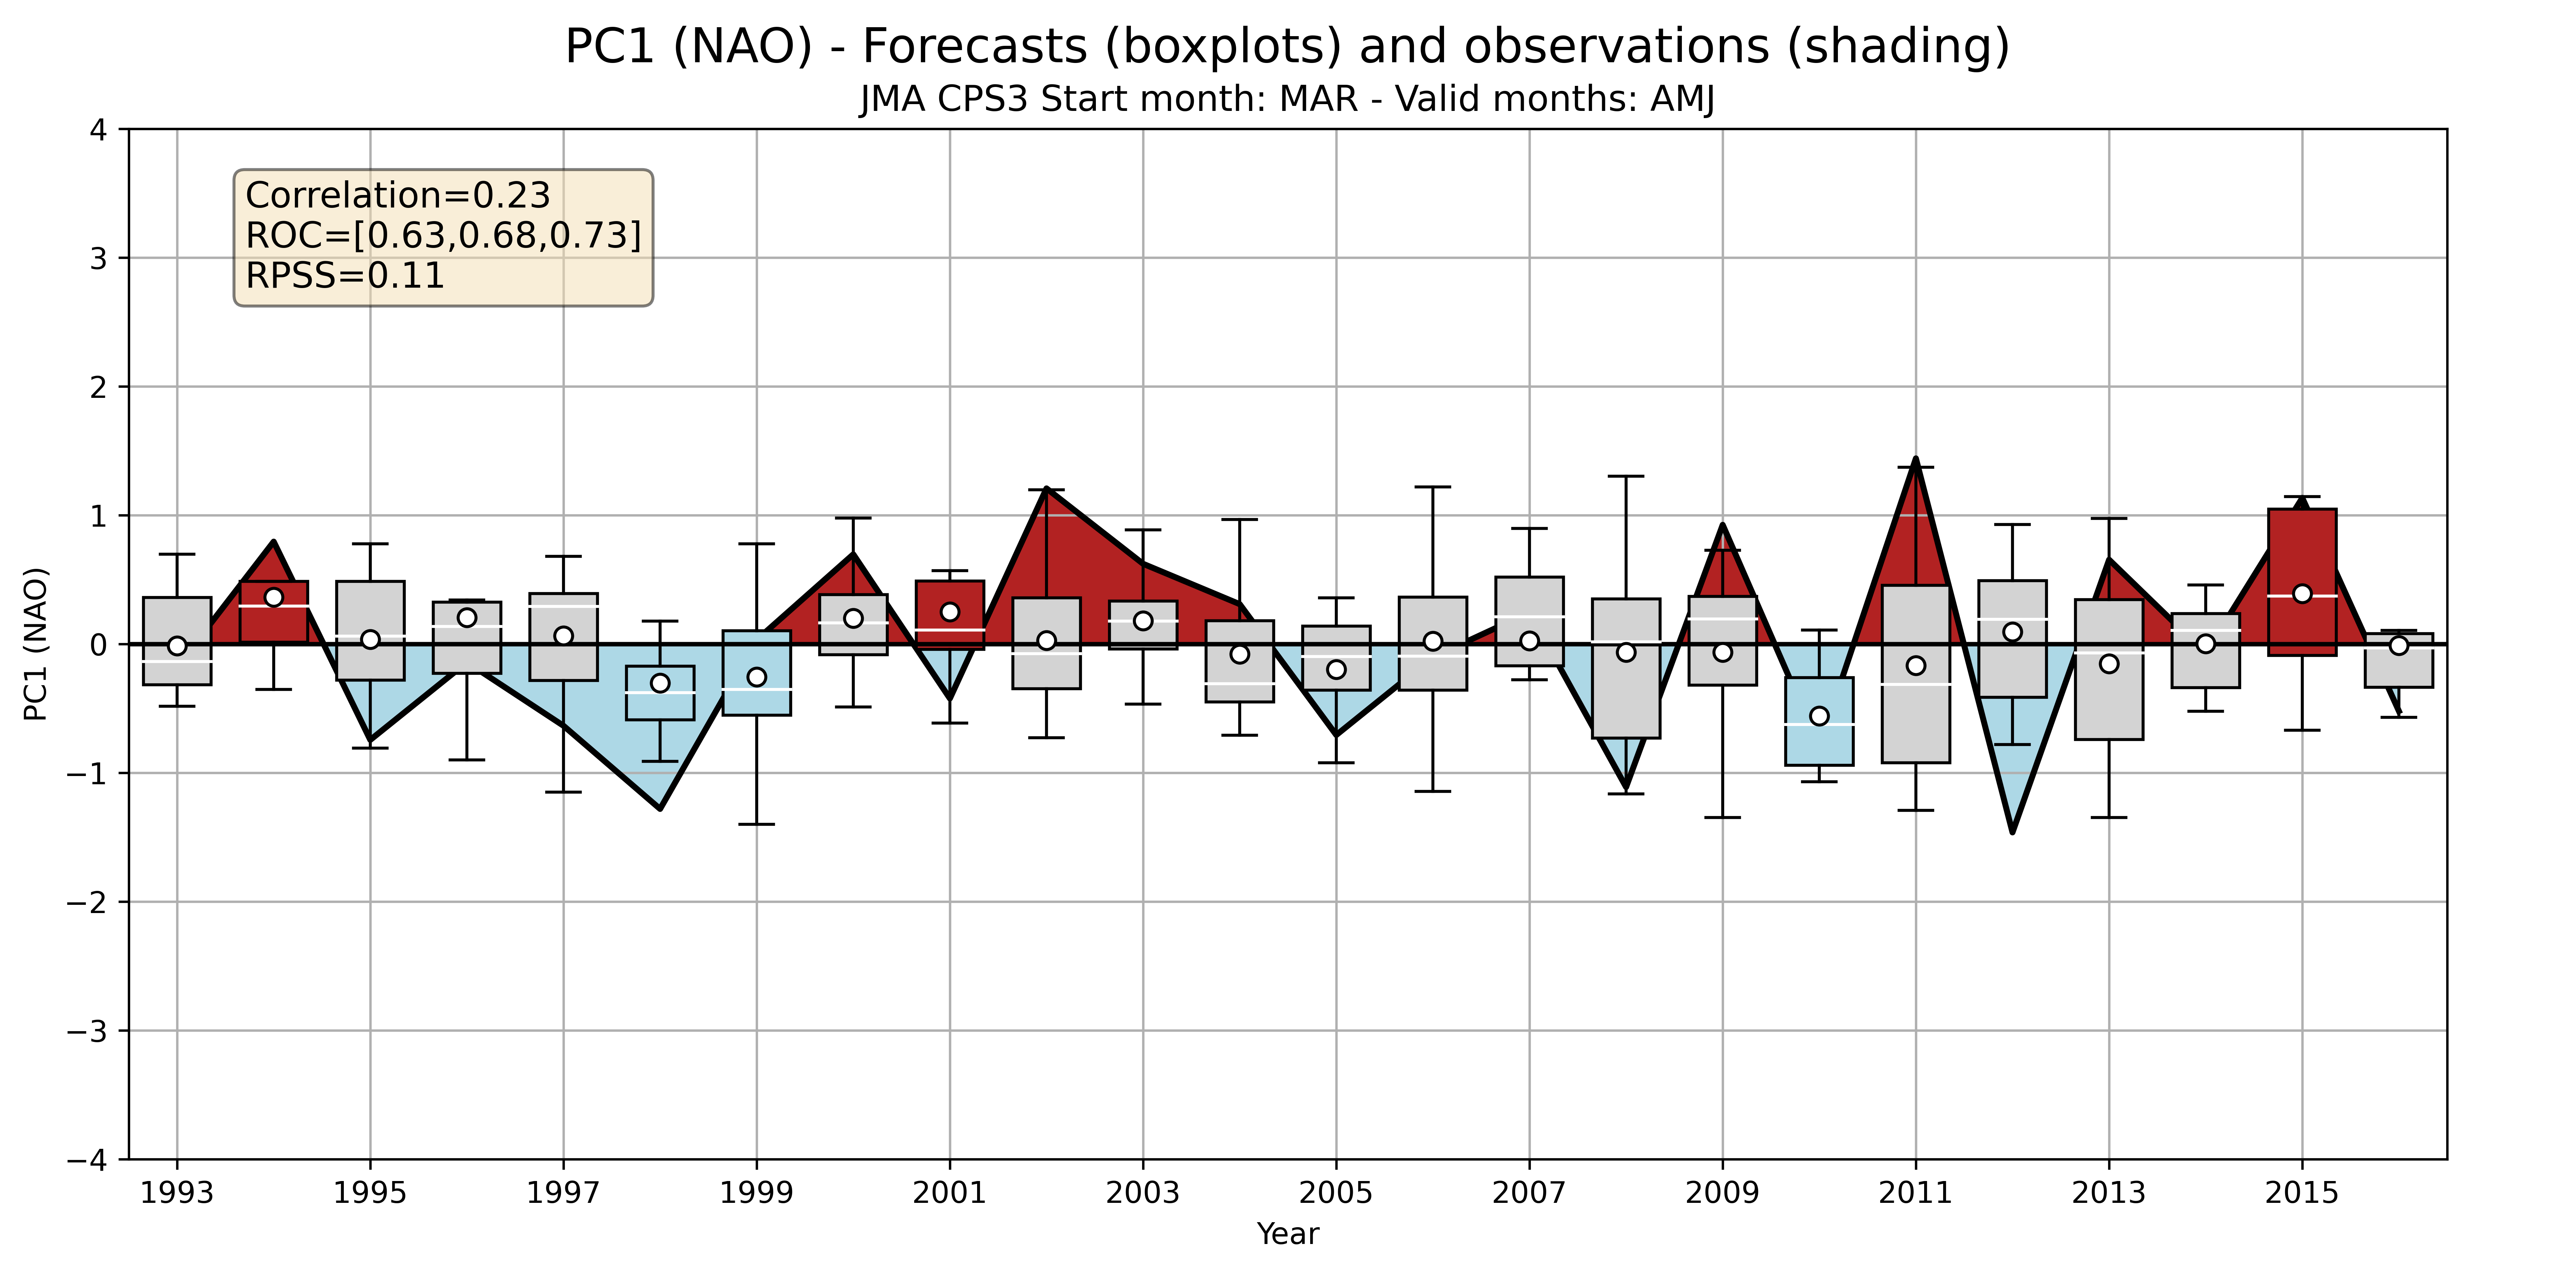 PC1 (NAO) - Forecasts (boxplots) and observations (shading)
JMA CPS3 Start month: MAR - Valid months: AMJ
Correlation=0.23
ROC=[0.63,0.68,0.73]
RPSS=0.11
PC1 (NAO)
4
3
2
1
0
−1
−2
−3
−4
1993 1995 1997 1999 2001 2003 2005 2007 2009 2011 2013 2015
Year